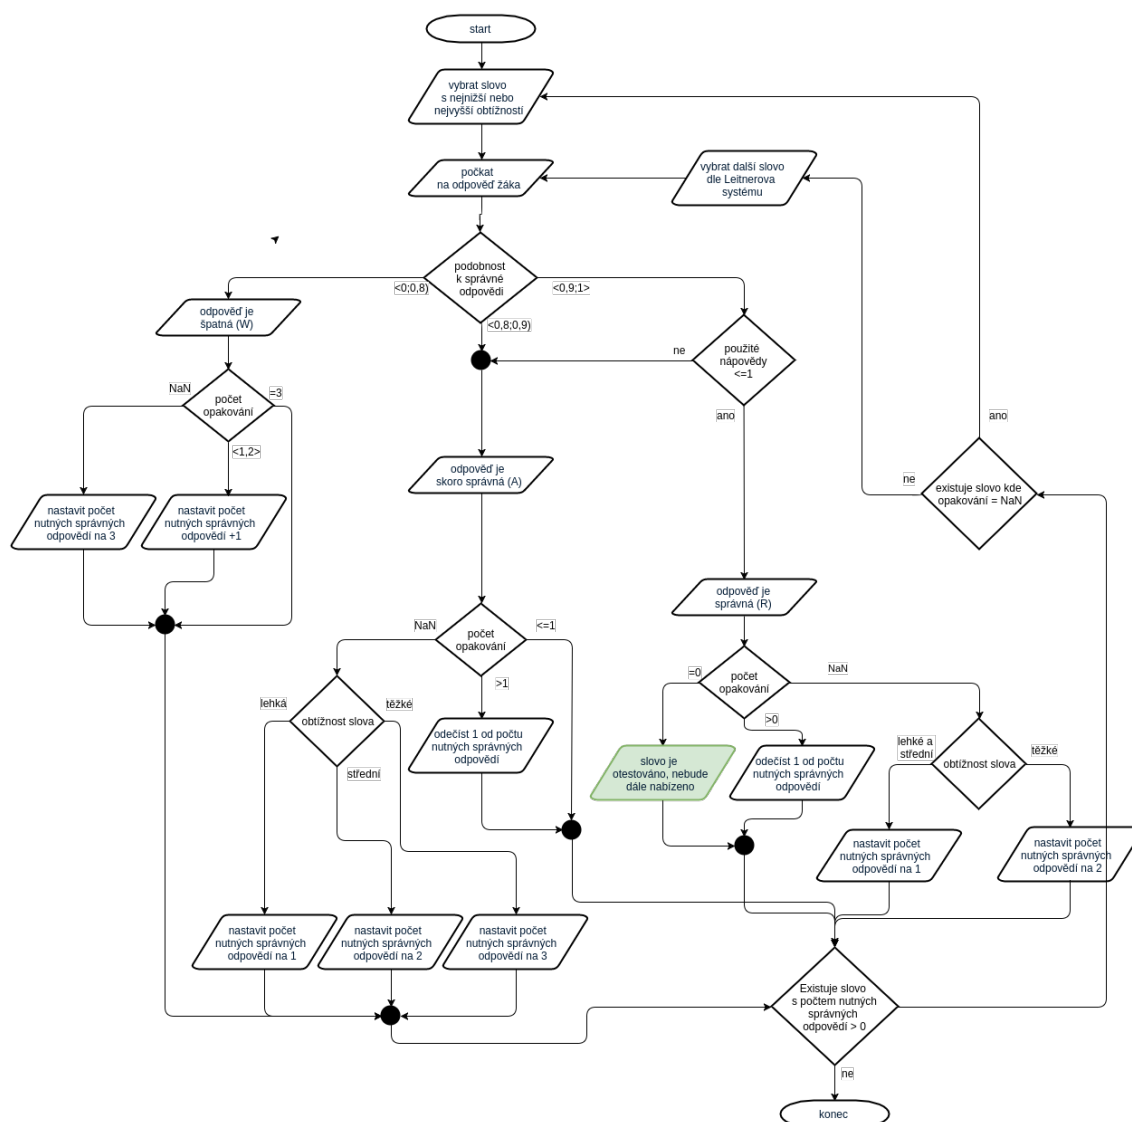 start
vybrat slovo
s nejnižší nebo
nejvyšší obtížností
počkat
na odpověď žáka
vybrat další slovo
dle Leitnerova
systému
podobnost
k správné
odpovědi
<0;0,8)
<0,9;1>
<0,8;0,9)
odpověď je
špatná (W)
použité
nápovědy
<=1
ne
ano
ano
NaN
=3
počet
opakování
<1,2>
odpověď je
skoro správná (A)
ne
existuje slovo kde
opakování = NaN
nastavit počet
nutných správných
odpovědí na 3
nastavit počet
nutných správných
odpovědí +1
odpověď je
správná (R)
NaN
<=1
počet
opakování
>1
=0
NaN
počet
opakování
>0
lehká
těžké
obtížnost slova
střední
odečíst 1 od počtu
nutných správných
odpovědí
slovo je
otestováno, nebude
dále nabízeno
odečíst 1 od počtu
nutných správných
odpovědí
lehké a
střední
těžké
obtížnost slova
nastavit počet
nutných správných
odpovědí na 1
nastavit počet
nutných správných
odpovědí na 2
nastavit počet
nutných správných
odpovědí na 1
nastavit počet
nutných správných
odpovědí na 2
nastavit počet
nutných správných
odpovědí na 3
Existuje slovo
s počtem nutných
správných
odpovědí > 0
ne
konec